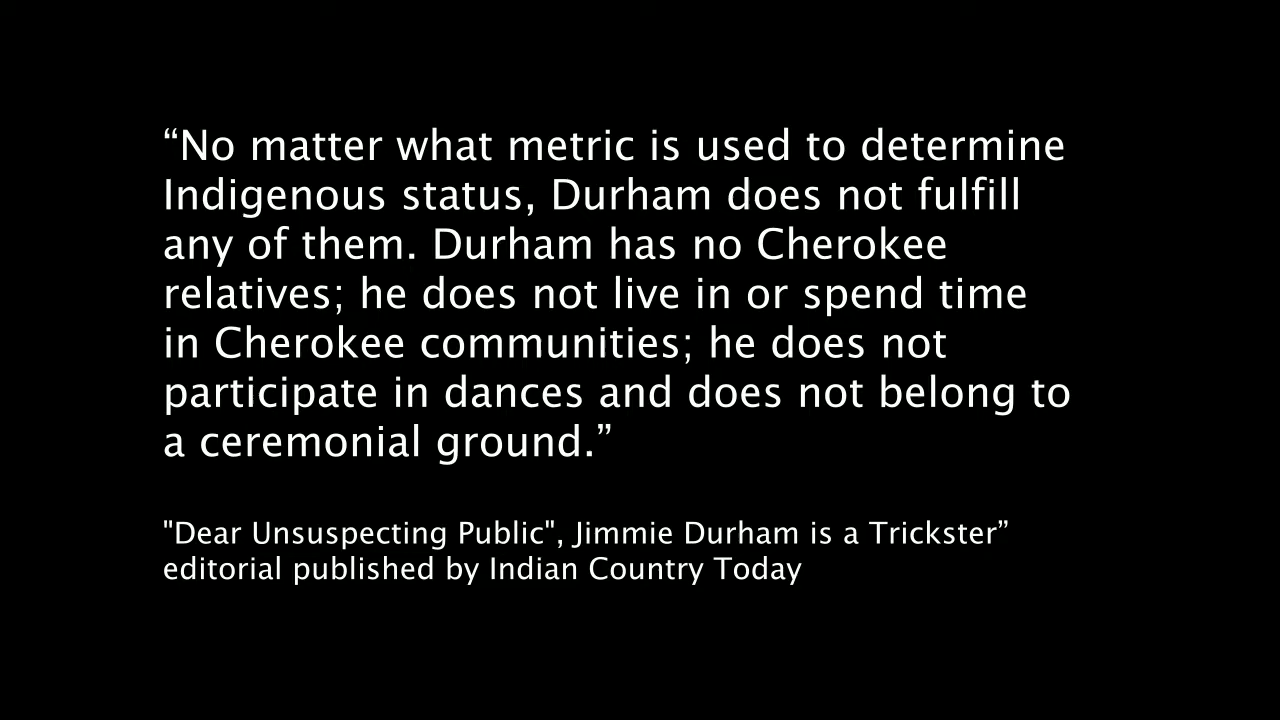 “No matter what metric is used to determine
Indigenous status, Durham does not fulfill
any of them. Durham has no Cherokee
relatives; he does not live in or spend time
in Cherokee communities; he does not
participate in dances and does not belong to
a ceremonial ground.”
"Dear Unsuspecting Public", Jimmie Durham is a Trickster”
editorial published by Indian Country Today